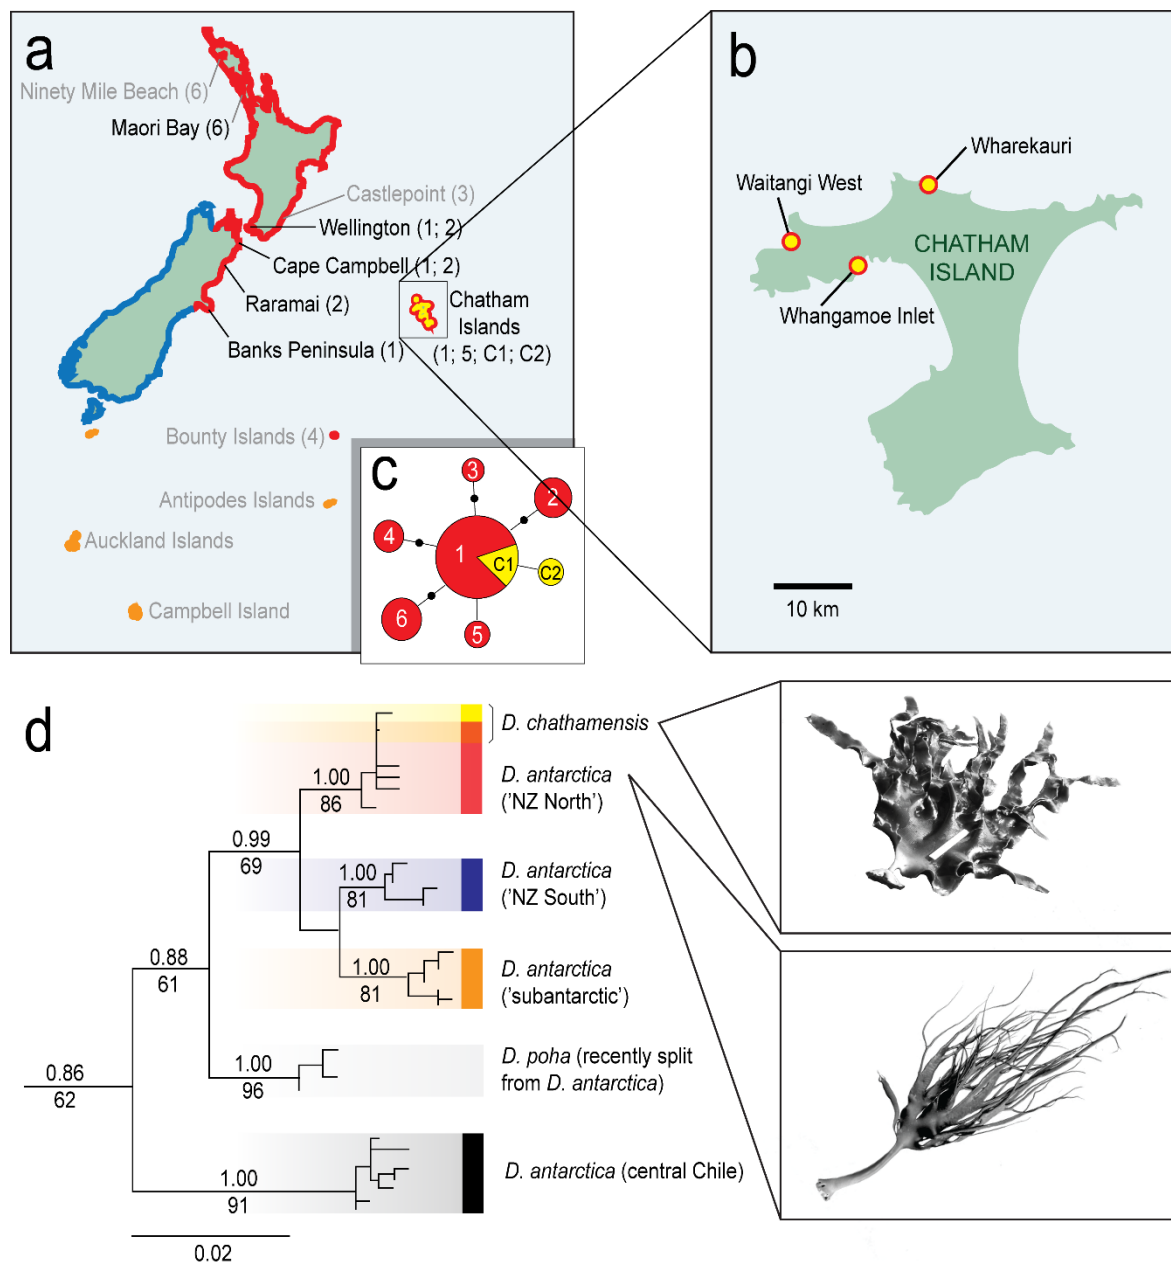 a
Ninety Mile Beach (6)
Maori Bay (6)
Castlepoint (3)
Wellington (1; 2)
Cape Campbell (1; 2)
Raramai (2)
Banks Peninsula (1)
Chatham
Islands
(1; 5; C1; C2)
Bounty Islands (4)
Antipodes Islands
Auckland Islands
Campbell Island
b
Wharekauri
Waitangi West
CHATHAM
ISLAND
Whangamoe Inlet
10 km
c
3
2
4
1
C1
C2
6
5
d
D. chathamensis
1.00
86
D. antarctica
('NZ North')
0.99
69
1.00
81
D. antarctica
('NZ South')
0.88
61
1.00
81
D. antarctica
('subantarctic')
1.00
96
D. poha (recently split
from D. antarctica)
0.86
62
1.00
91
D. antarctica (central Chile)
0.02